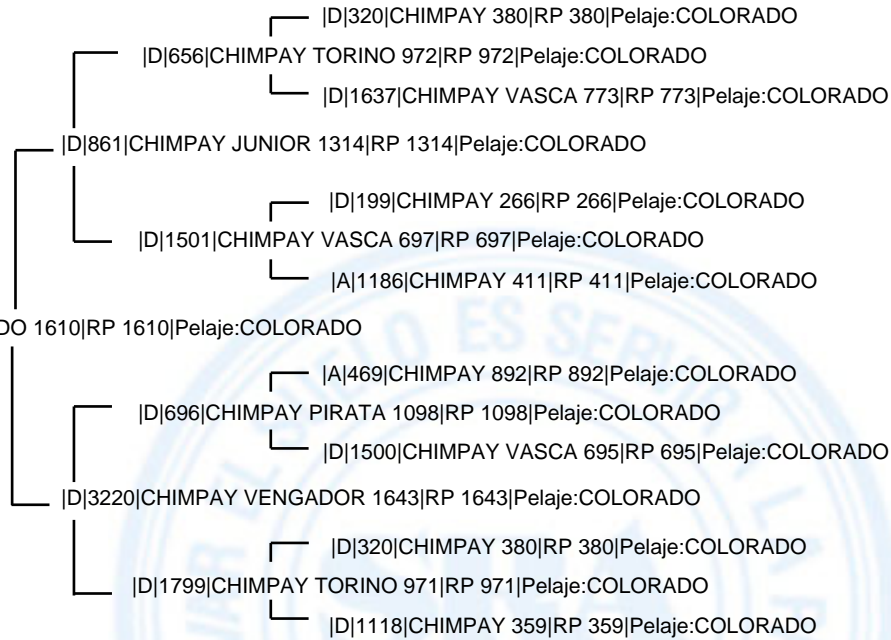 |D|320|CHIMPAY 380|RP 380|Pelaje:COLORADO
|D|656|CHIMPAY TORINO 972|RP 972|Pelaje:COLORADO
|D|1637|CHIMPAY VASCA 773|RP 773|Pelaje:COLORADO
|D|861|CHIMPAY JUNIOR 1314|RP 1314|Pelaje:COLORADO
|D|199|CHIMPAY 266|RP 266|Pelaje:COLORADO
|D|1501|CHIMPAY VASCA 697|RP 697|Pelaje:COLORADO
|A|1186|CHIMPAY 411|RP 411|Pelaje:COLORADO
DO 1610|RP 1610|Pelaje:COLORADO
|A|469|CHIMPAY 892|RP 892|Pelaje:COLORADO
|D|696|CHIMPAY PIRATA 1098|RP 1098|Pelaje:COLORADO
|D|1500|CHIMPAY VASCA 695|RP 695|Pelaje:COLORADO
|D|3220|CHIMPAY VENGADOR 1643|RP 1643|Pelaje:COLORADO
|D|320|CHIMPAY 380|RP 380|Pelaje:COLORADO
|D|1799|CHIMPAY TORINO 971|RP 971|Pelaje:COLORADO
|D|1118|CHIMPAY 359|RP 359|Pelaje:COLORADO